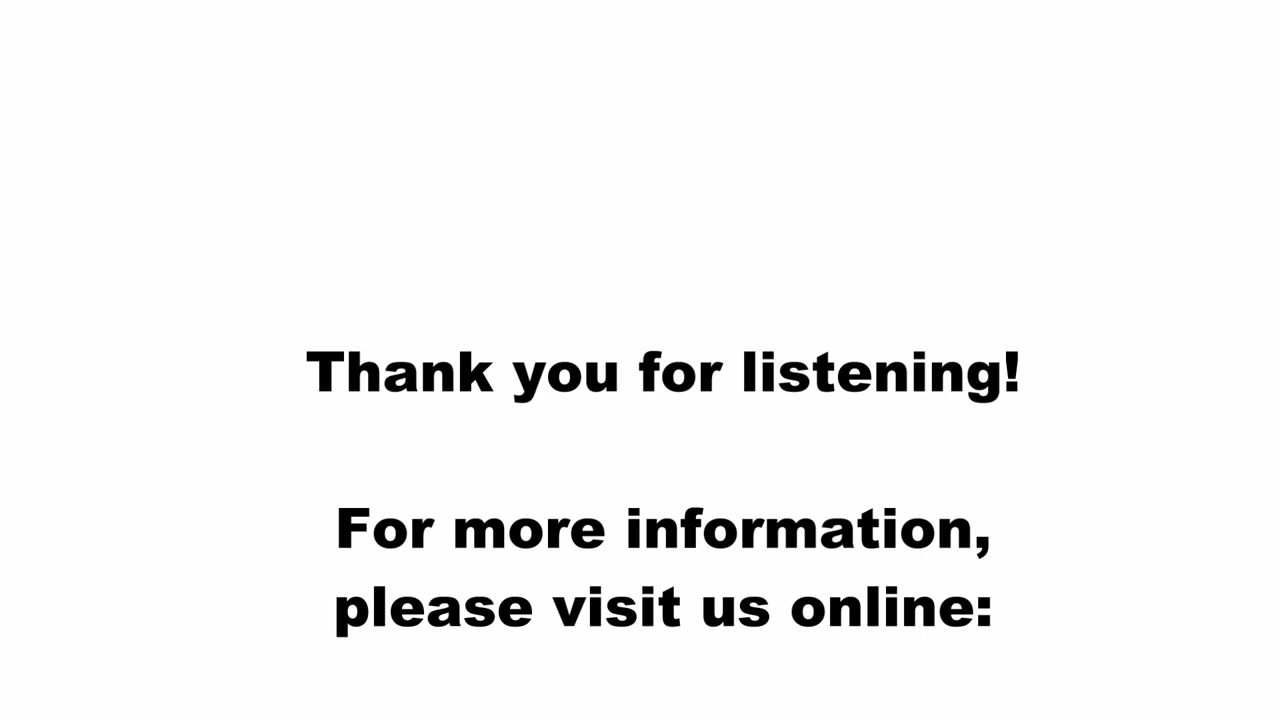 Thank you for listening!
For more information,
please visit us online: